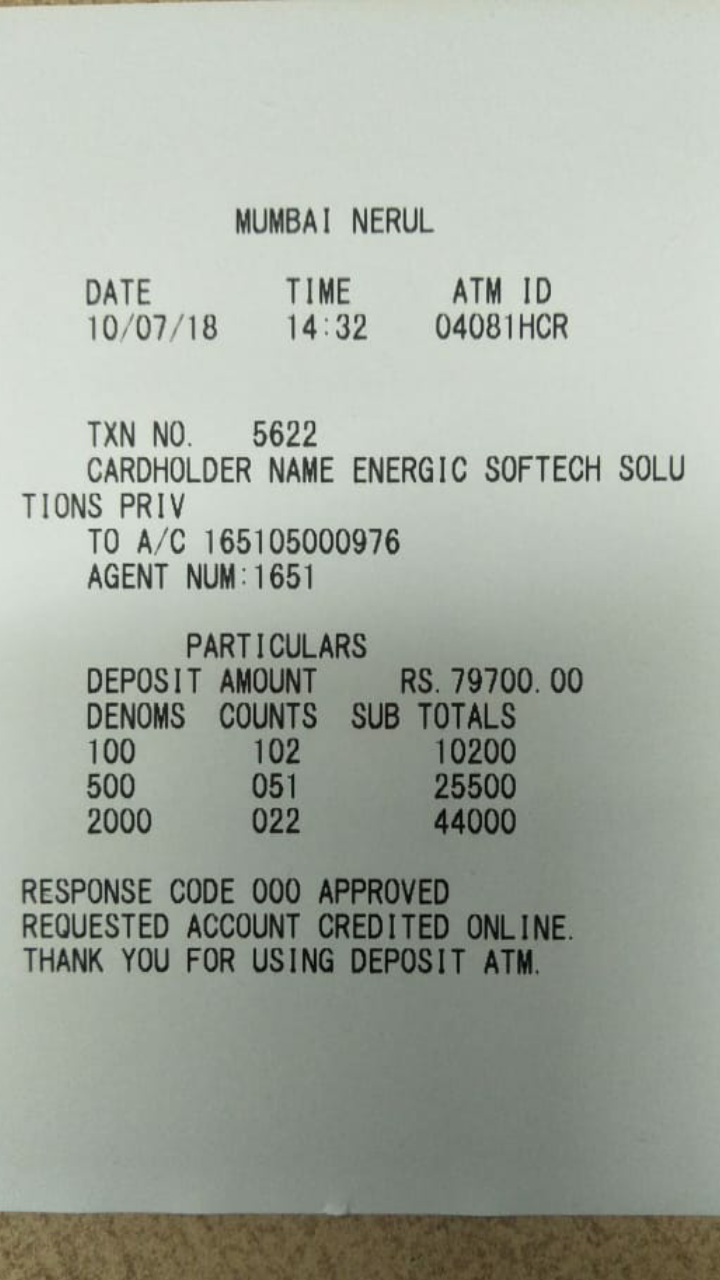 MUMBAI NERUL
DATE TIME ATM ID
10/07/18 14:32 04081HCR
TXN NO. 5622
CARDHOLDER NAME ENERGIC SOFTECH SOLU
TIONS PRIV
TO A/C 165105000976
AGENT NUM:1651
PARTICULARS
DEPOSIT AMOUNT RS.79700.00
DENOMS COUNTS SUB TOTALS
100 102 10200
500 051 25500
2000 022 44000
RESPONSE CODE 000 APPROVED
REQUESTED ACCOUNT CREDITED ONLINE.
THANK YOU FOR USING DEPOSIT ATM.